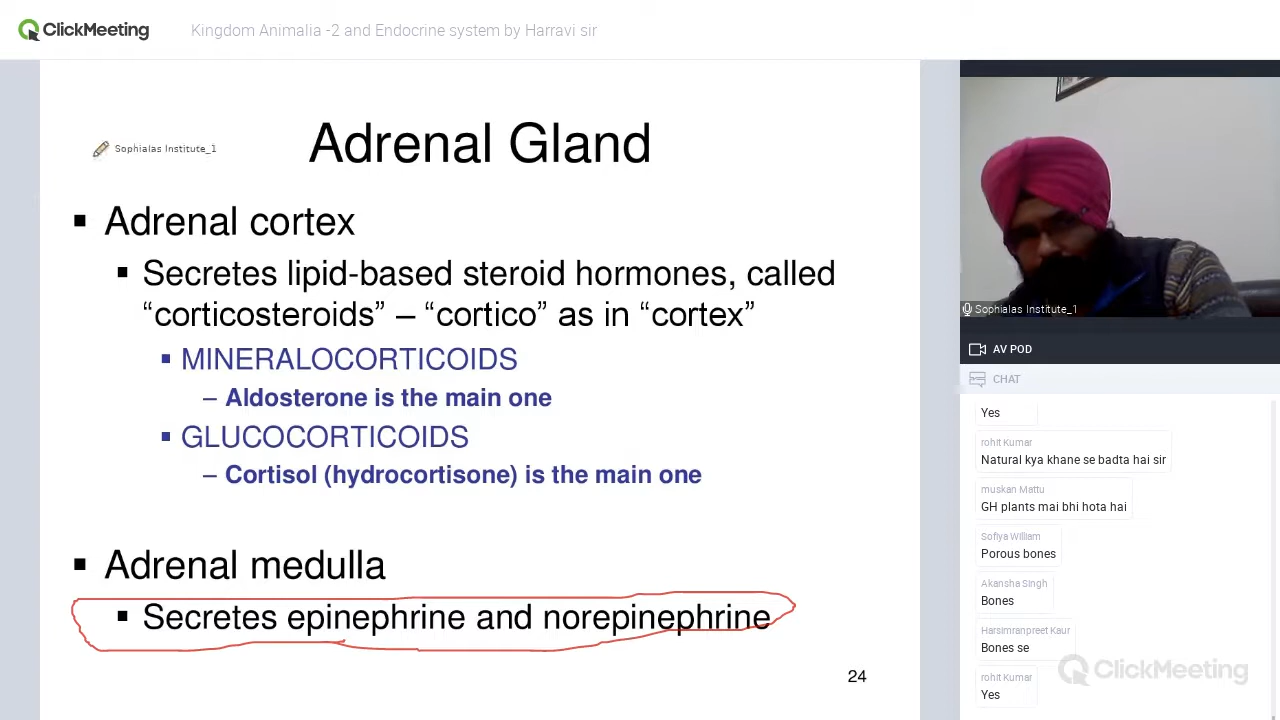 ClickMeeting
Kingdom Animalia -2 and Endocrine system by Harravi sir
Sophialas Institute_1
Adrenal Gland
▪ Adrenal cortex
▪ Secretes lipid-based steroid hormones, called
“corticosteroids” – “cortico” as in “cortex”
▪ MINERALOCORTICOIDS
– Aldosterone is the main one
▪ GLUCOCORTICOIDS
– Cortisol (hydrocortisone) is the main one
▪ Adrenal medulla
▪ Secretes epinephrine and norepinephrine
24
Sophialas Institute_1
AV POD
CHAT
Yes
rohit Kumar
Natural kya khane se badta hai sir
muskan Mattu
GH plants mai bhi hota hai
Sofiya William
Porous bones
Akansha Singh
Bones
Harsimranpreet Kaur
Bones se
rohit Kumar
Yes
ClickMeeting